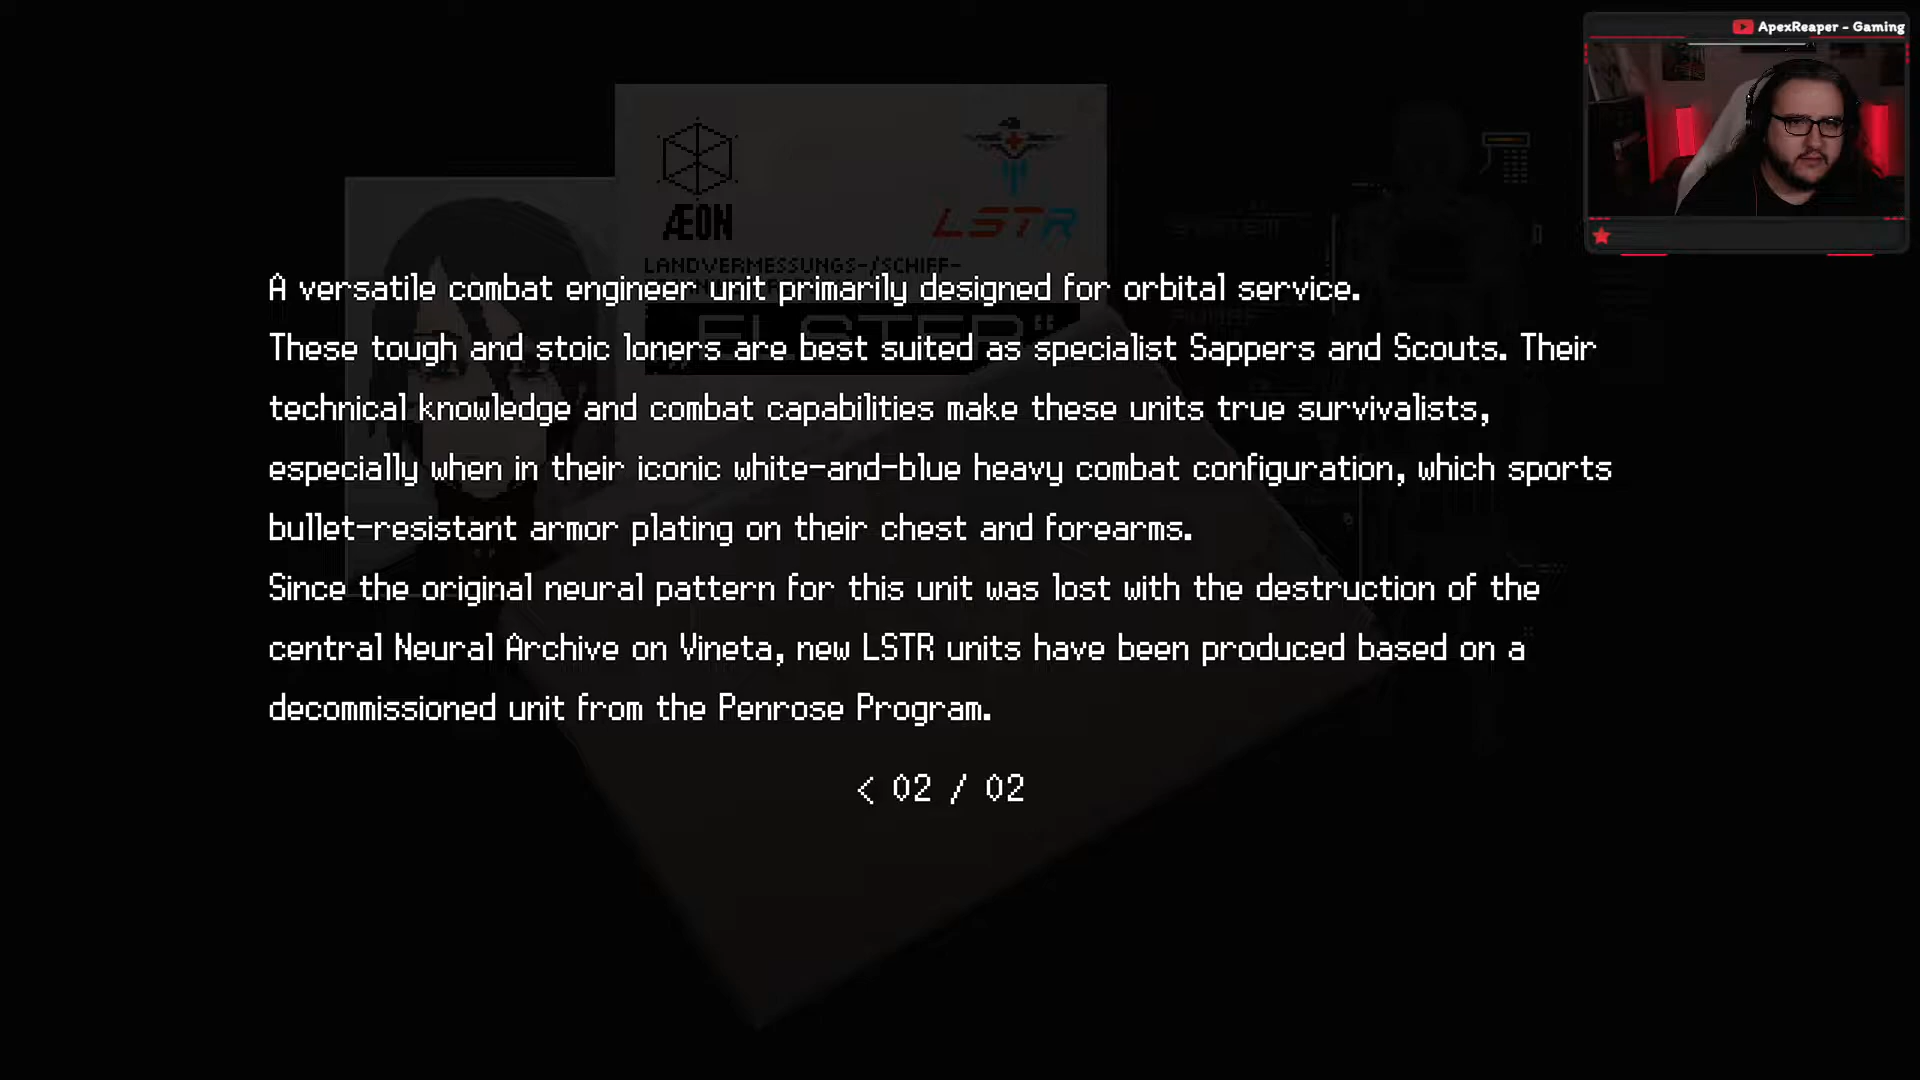 ApexReaper - Gaming
ÆON
LSTR
LANDVERMESSUNGS-/SCHIFF-
A versatile combat engineer unit primarily designed for orbital service.
ELSTER
These tough and stoic loners are best suited as specialist Sappers and Scouts. Their
technical knowledge and combat capabilities make these units true survivalists,
especially when in their iconic white-and-blue heavy combat configuration, which sports
bullet-resistant armor plating on their chest and forearms.
Since the original neural pattern for this unit was lost with the destruction of the
central Neural Archive on Vineta, new LSTR units have been produced based on a
decommissioned unit from the Penrose Program.
< 02 / 02